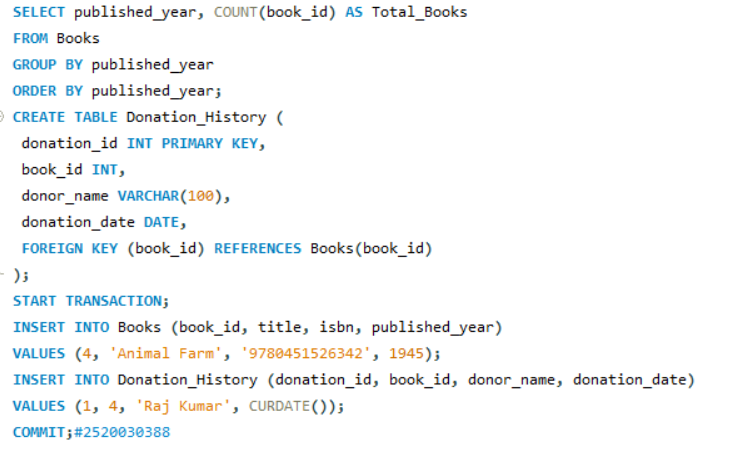 SELECT published_year, COUNT(book_id) AS Total_Books
FROM Books
GROUP BY published_year
ORDER BY published_year;
CREATE TABLE Donation_History (
donation_id INT PRIMARY KEY,
book_id INT,
donor_name VARCHAR(100),
donation_date DATE,
FOREIGN KEY (book_id) REFERENCES Books(book_id)
);
START TRANSACTION;
INSERT INTO Books (book_id, title, isbn, published_year)
VALUES (4, 'Animal Farm', '9780451526342', 1945);
INSERT INTO Donation_History (donation_id, book_id, donor_name, donation_date)
VALUES (1, 4, 'Raj Kumar', CURDATE());
COMMIT;#2520030388